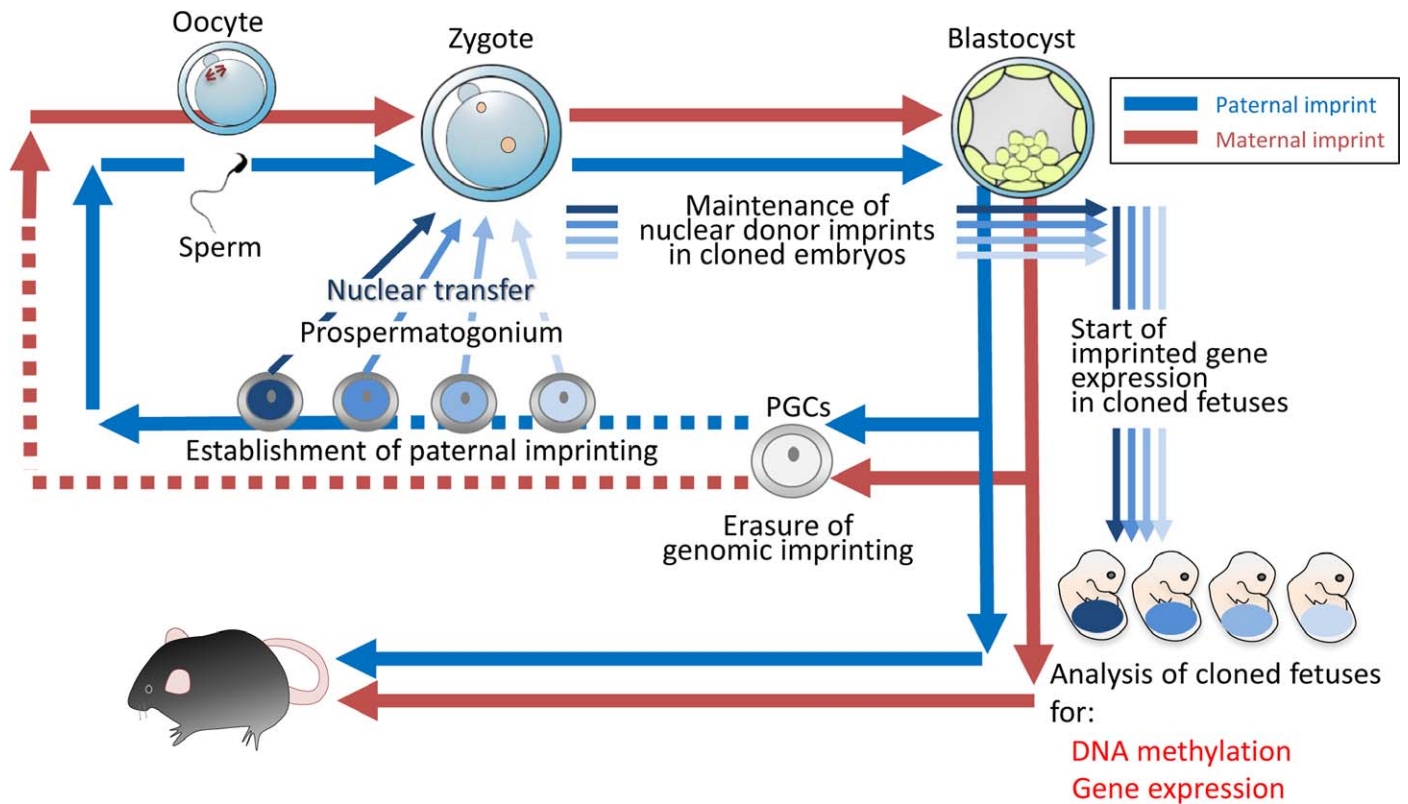 Oocyte
Zygote
Blastocyst
Paternal imprint
Maternal imprint
Sperm
Maintenance of
nuclear donor imprints
in cloned embryos
Nuclear transfer
Prospermatogonium
Start of
imprinted gene
expression
in cloned fetuses
PGCs
Establishment of paternal imprinting
Erasure of
genomic imprinting
Analysis of cloned fetuses
for:
DNA methylation
Gene expression